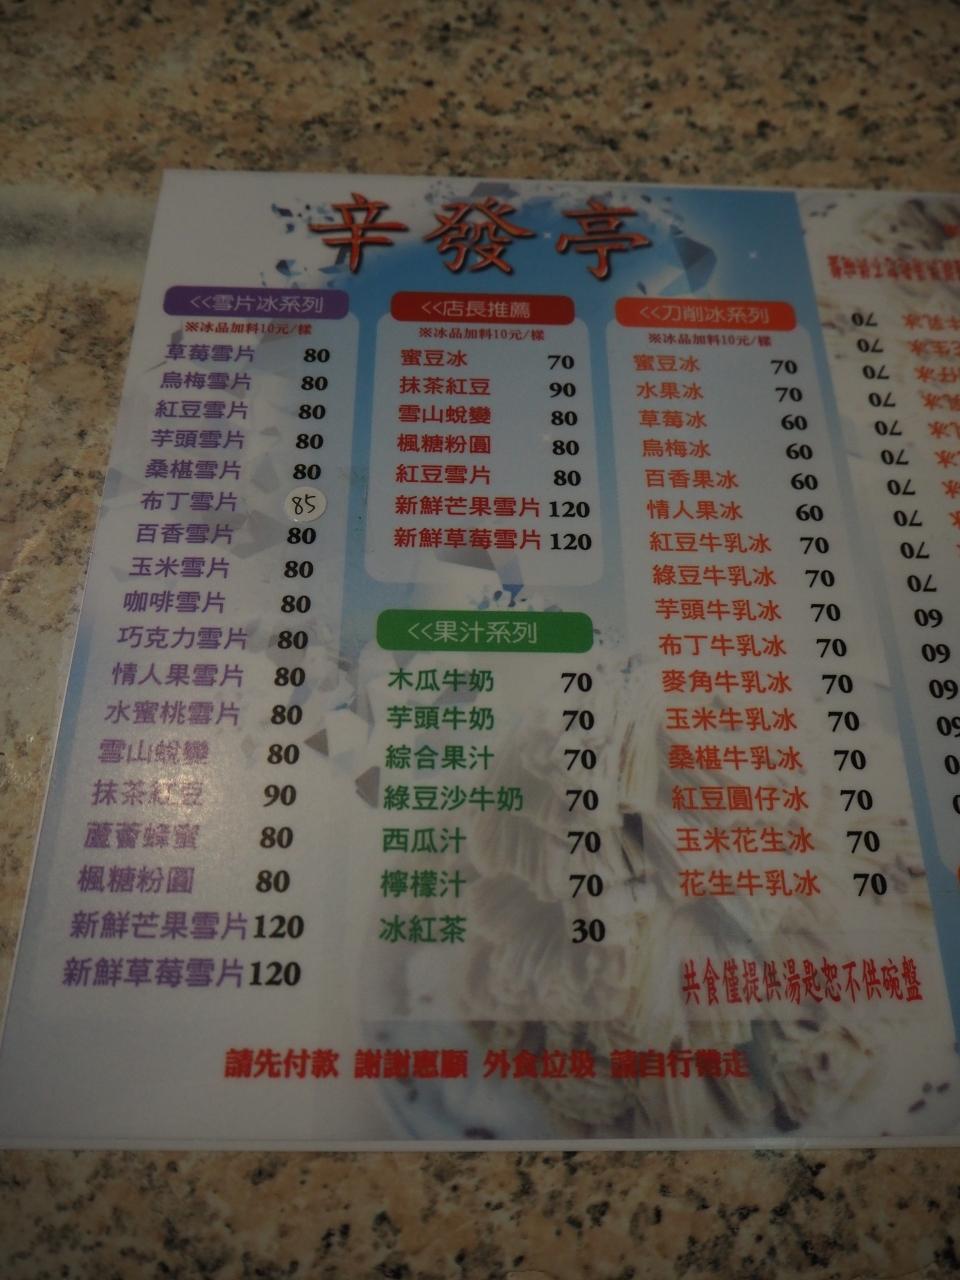 辛發亭
<<雪片冰系列
※冰品加料10元/樣
草莓雪片 80
烏梅雪片 80
紅豆雪片 80
芋頭雪片 80
桑椹雪片 80
布丁雪片 85
百香雪片 80
玉米雪片 80
咖啡雪片 80
巧克力雪片 80
情人果雪片 80
水蜜桃雪片 80
雪山蛻變 80
抹茶紅豆 90
蘆薈蜂蜜 80
楓糖粉圓 80
新鮮芒果雪片 120
新鮮草莓雪片 120
<<店長推薦
※冰品加料10元/樣
蜜豆冰 70
抹茶紅豆 90
雪山蛻變 80
楓糖粉圓 80
紅豆雪片 80
新鮮芒果雪片 120
新鮮草莓雪片 120
<<果汁系列
木瓜牛奶 70
芋頭牛奶 70
綜合果汁 70
綠豆沙牛奶 70
西瓜汁 70
檸檬汁 70
冰紅茶 30
<<刀削冰系列
※冰品加料10元/樣
蜜豆冰 70
水果冰 70
草莓冰 60
烏梅冰 60
百香果冰 60
情人果冰 60
紅豆牛乳冰 70
綠豆牛乳冰 70
芋頭牛乳冰 70
布丁牛乳冰 70
麥角牛乳冰 70
玉米牛乳冰 70
桑椹牛乳冰 70
紅豆圓仔冰 70
玉米花生冰 70
花生牛乳冰 70
共食僅提供湯匙恕不供碗盤
請先付款 謝謝惠顧 外食垃圾 請自行帶走